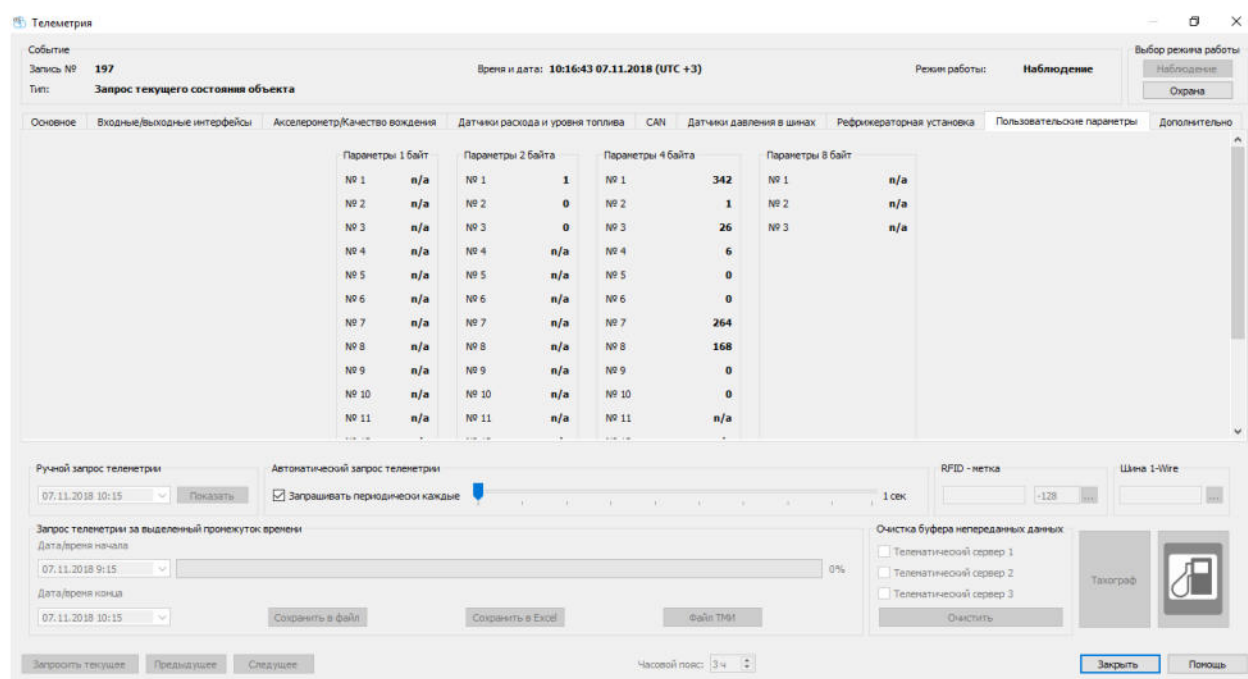 Телеметрия
Событие
Выбор режима работы
Запись № 197 Время и дата: 10:16:43 07.11.2018 (UTC +3) Режим работы: Наблюдение Наблюдение
Тип: Запрос текущего состояния объекта Охрана
Основное Входные/выходные интерфейсы Акселерометр/Качество вождения Датчики расхода и уровня топлива CAN Датчики давления в шинах Рефрижераторная установка Пользовательские параметры Дополнительно
Параметры 1 байт Параметры 2 байта Параметры 4 байта Параметры 8 байт
№ 1 n/a № 1 1 № 1 342 № 1 n/a
№ 2 n/a № 2 0 № 2 1 № 2 n/a
№ 3 n/a № 3 0 № 3 26 № 3 n/a
№ 4 n/a № 4 n/a № 4 6
№ 5 n/a № 5 n/a № 5 0
№ 6 n/a № 6 n/a № 6 0
№ 7 n/a № 7 n/a № 7 264
№ 8 n/a № 8 n/a № 8 168
№ 9 n/a № 9 n/a № 9 0
№ 10 n/a № 10 n/a № 10 0
№ 11 n/a № 11 n/a № 11 n/a
Ручной запрос телеметрии Автоматический запрос телеметрии RFID - метка Шина 1-Wire
07.11.2018 10:15 Показать Запрашивать периодически каждые 1 сек -128 ... ...
Запрос телеметрии за выделенный промежуток времени Очистка буфера непереданных данных
Дата/время начала Телематический сервер 1
07.11.2018 9:15 0% Телематический сервер 2 Тахограф
Дата/время конца Телематический сервер 3
07.11.2018 10:15 Сохранить в файл Сохранить в Excel Файл ТМИ Очистить
Запросить текущее Предыдущее Следущее Часовой пояс: 3 ч Закрыть Помощь